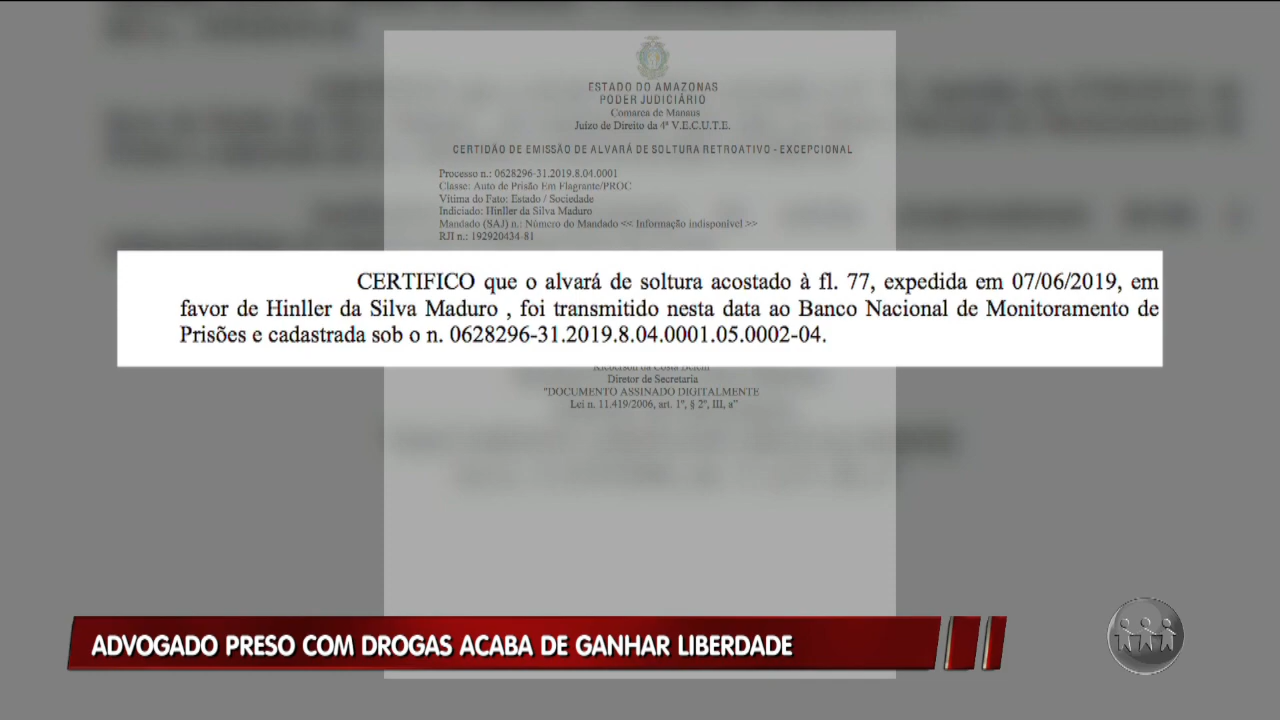 ESTADO DO AMAZONAS
PODER JUDICIÁRIO
Comarca de Manaus
Juízo de Direito da 4ª V.E.C.U.T.E.
CERTIDÃO DE EMISSÃO DE ALVARÁ DE SOLTURA RETROATIVO - EXCEPCIONAL
Processo n.: 0628296-31.2019.8.04.0001
Classe: Auto de Prisão Em Flagrante/PROC
Vítima do Fato: Estado / Sociedade
Indiciado: Hinller da Silva Maduro
Mandado (SAJ) n.: Número do Mandado << Informação indisponível >>
RJI n.: 192920434-81
CERTIFICO que o alvará de soltura acostado à fl. 77, expedida em 07/06/2019, em
favor de Hinller da Silva Maduro , foi transmitido nesta data ao Banco Nacional de Monitoramento de
Prisões e cadastrada sob o n. 0628296-31.2019.8.04.0001.05.0002-04.
Diretor de Secretaria
"DOCUMENTO ASSINADO DIGITALMENTE
Lei n. 11.419/2006, art. 1º, § 2º, III, a"
ADVOGADO PRESO COM DROGAS ACABA DE GANHAR LIBERDADE